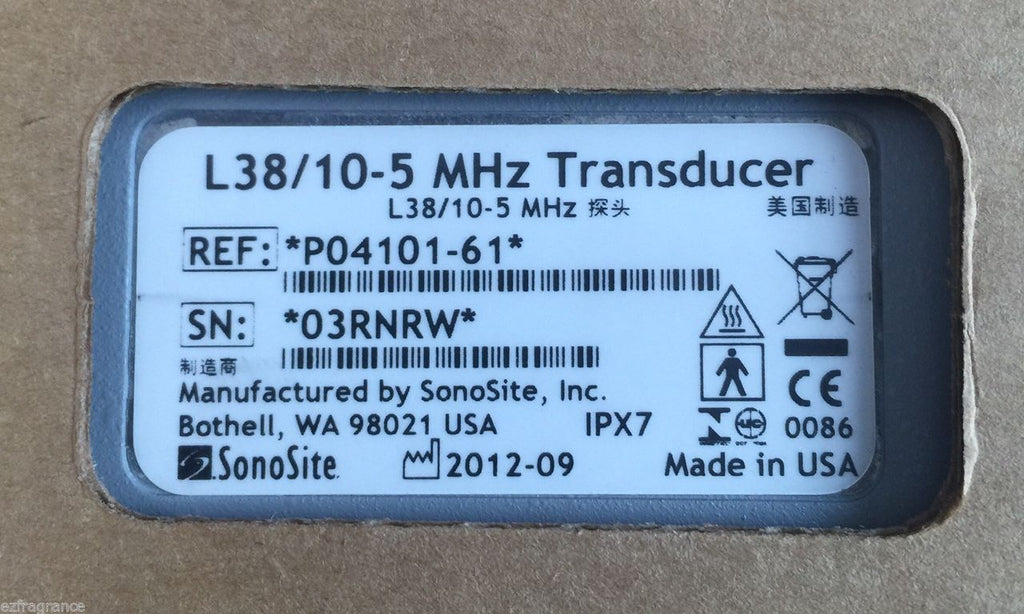 L38/10-5 MHz Transducer
L38/10-5 MHz 探头 美国制造
REF: *P04101-61*
SN: *03RNRW*
制造商
Manufactured by SonoSite, Inc.
Bothell, WA 98021 USA IPX7 0086
SonoSite 2012-09 Made in USA
ezfragrance